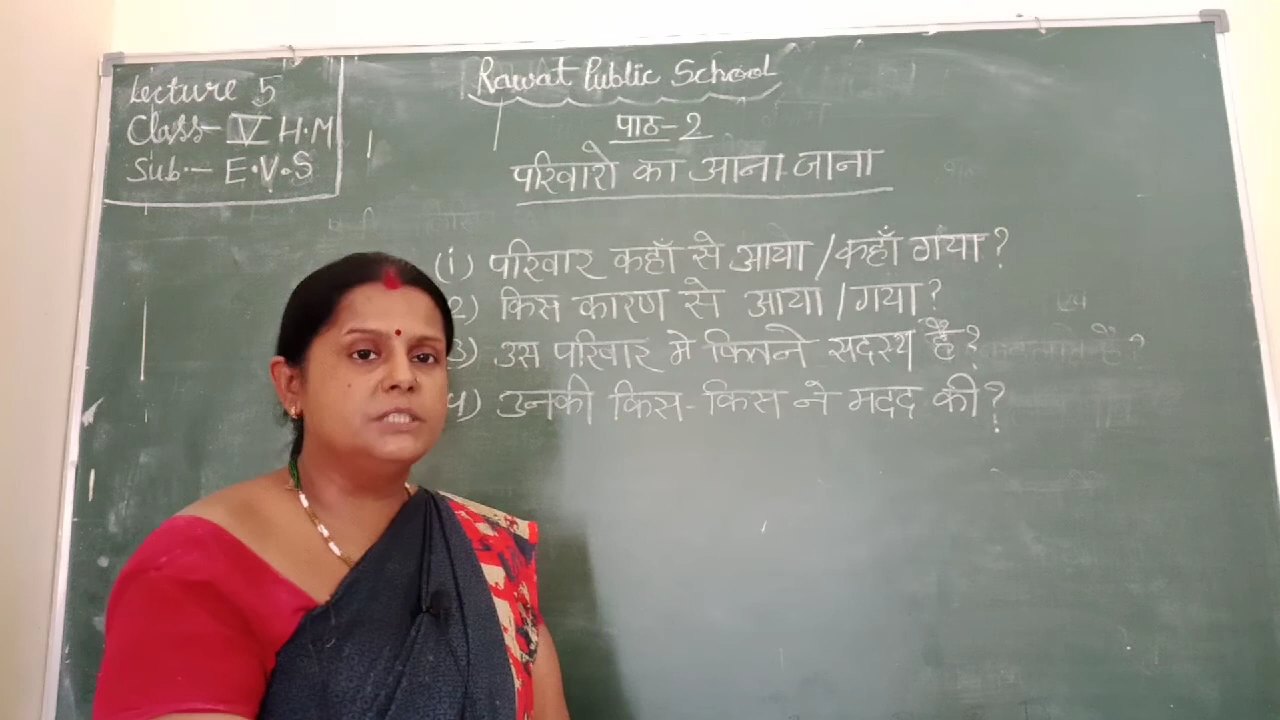 Lecture 5
Class- V H.M
Sub.- E.V.S
Rawat Public School
पाठ-2
परिवारो का आना-जाना
(i) परिवार कहाँ से आयो /कहाँ गया?
2) किस कारण से आया /गया?
3) उस परिवार मे कितने सदस्य है?
4) उनकी किस-किस ने मदद की?